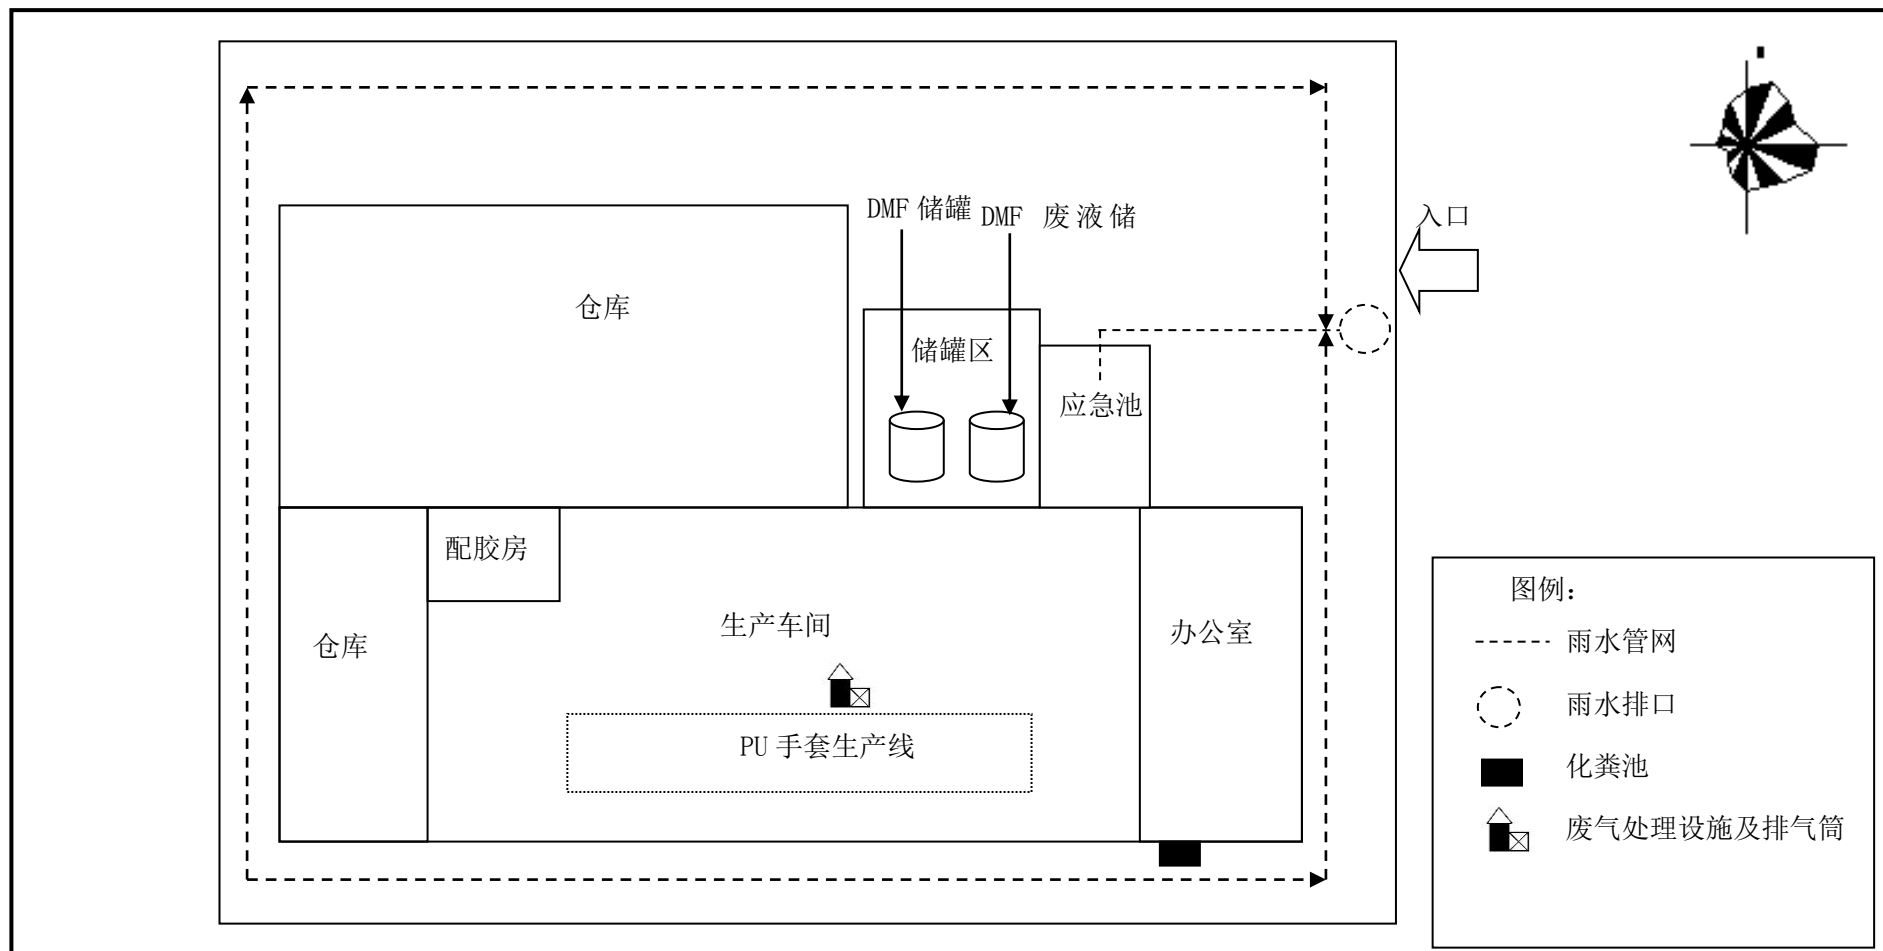 DMF 储罐
DMF 废液储
入口
仓库
储罐区
应急池
配胶房
生产车间
办公室
仓库
PU 手套生产线
图例：
雨水管网
雨水排口
化粪池
废气处理设施及排气筒